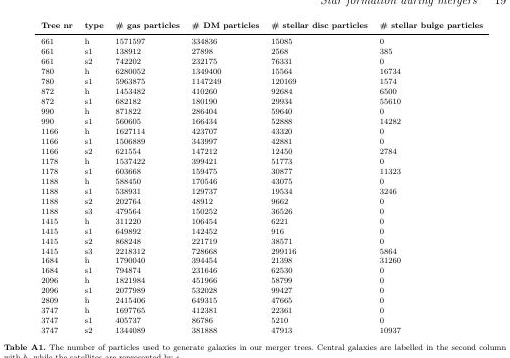 Star formation during mergers 19
Tree nr type # gas particles # DM particles # stellar disc particles # stellar bulge particles
661 h 1571597 334836 15085 0
661 s1 138912 27898 2568 385
661 s2 742202 232175 76331 0
780 h 6280052 1349400 15564 16734
780 s1 5963875 1147249 120169 1574
872 h 1453482 410260 92684 6500
872 s1 682182 180190 29934 55610
990 h 871822 286404 59640 0
990 s1 560605 166434 52888 14282
1166 h 1627114 423707 43320 0
1166 s1 1506889 343997 42881 0
1166 s2 621554 147212 12450 2784
1178 h 1537422 399421 51773 0
1178 s1 603668 159475 30877 11323
1188 h 588450 170546 43075 0
1188 s1 538931 129737 19534 3246
1188 s2 202764 48912 9662 0
1188 s3 479564 150252 36526 0
1415 h 311220 106454 6221 0
1415 s1 649892 142452 916 0
1415 s2 868248 221719 38571 0
1415 s3 2218313 728668 299116 5864
1684 h 1790040 394454 21398 31260
1684 s1 794874 231646 62530 0
2096 h 1821984 451966 58799 0
2096 s1 2077989 532028 99427 0
2809 h 2415406 649315 47665 0
3747 h 1697765 412381 22361 0
3747 s1 405737 86786 5210 0
3747 s2 1344089 381888 47913 10937
Table A1. The number of particles used to generate galaxies in our merger trees. Central galaxies are labelled in the second column
with h, while the satellites are represented by s.